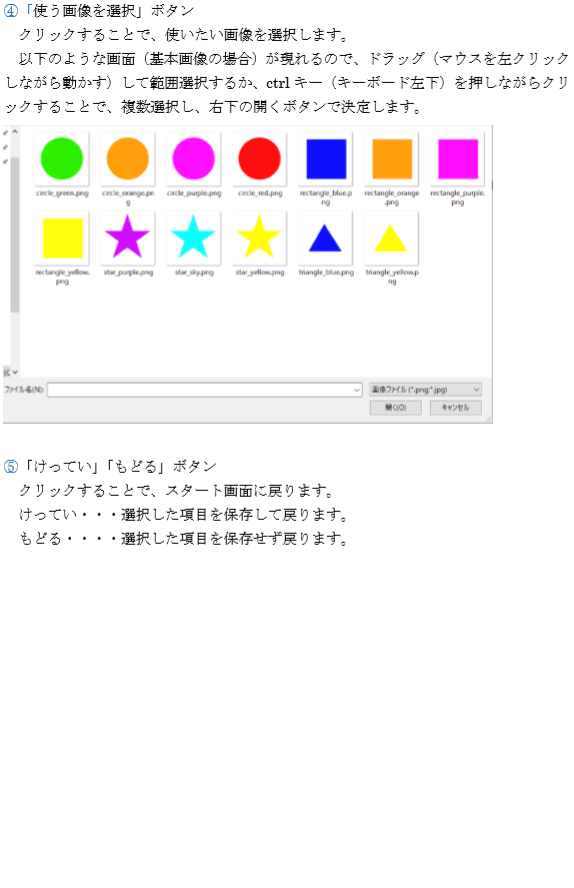 ④「使う画像を選択」ボタン
クリックすることで、使いたい画像を選択します。
以下のような画面（基本画像の場合）が現れるので、ドラッグ（マウスを左クリック
しながら動かす）して範囲選択するか、ctrl キー（キーボード左下）を押しながらクリ
ックすることで、複数選択し、右下の開くボタンで決定します。
circle_green.png circle_orange.pn circle_purple.png circle_red.png rectangle_blue.p rectangle_orange rectangle_purple.
g ng .png png
rectangle_yellow. star_purple.png star_sky.png star_yellow.png triangle_blue.png triangle_yellow.p
png ng
ファイル名(N): 画像ファイル (*.png;*.jpg)
開く(O) キャンセル
⑤「けってい」「もどる」ボタン
クリックすることで、スタート画面に戻ります。
けってい・・・選択した項目を保存して戻ります。
もどる・・・・選択した項目を保存せず戻ります。